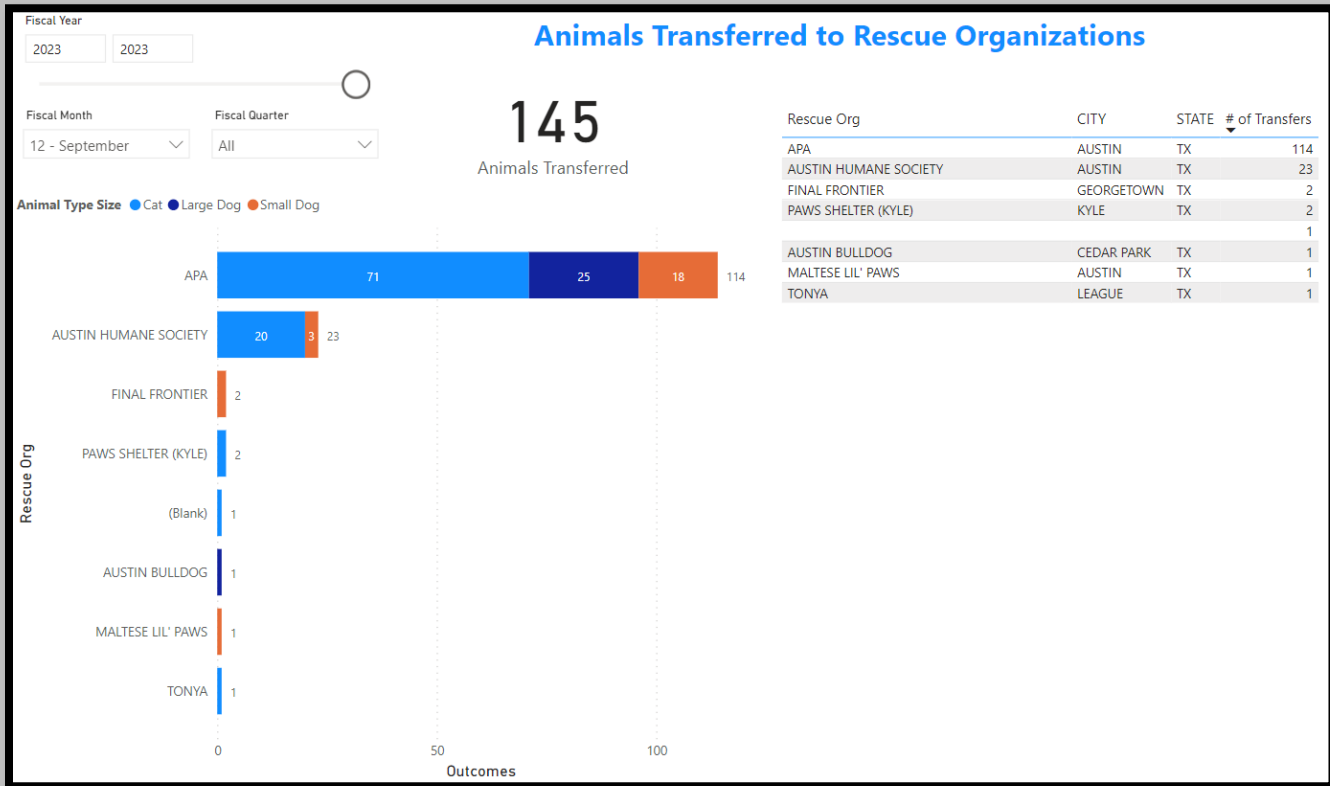 Fiscal Year
2023 2023
Animals Transferred to Rescue Organizations
Fiscal Month Fiscal Quarter
12 - September All
145
Animals Transferred
Rescue Org CITY STATE # of Transfers
APA AUSTIN TX 114
AUSTIN HUMANE SOCIETY AUSTIN TX 23
FINAL FRONTIER GEORGETOWN TX 2
PAWS SHELTER (KYLE) KYLE TX 2
1
AUSTIN BULLDOG CEDAR PARK TX 1
MALTESE LIL' PAWS AUSTIN TX 1
TONYA LEAGUE TX 1
Animal Type Size Cat Large Dog Small Dog
Rescue Org
APA 71 25 18 114
AUSTIN HUMANE SOCIETY 20 3 23
FINAL FRONTIER 2
PAWS SHELTER (KYLE) 2
(Blank) 1
AUSTIN BULLDOG 1
MALTESE LIL' PAWS 1
TONYA 1
0 50 100
Outcomes